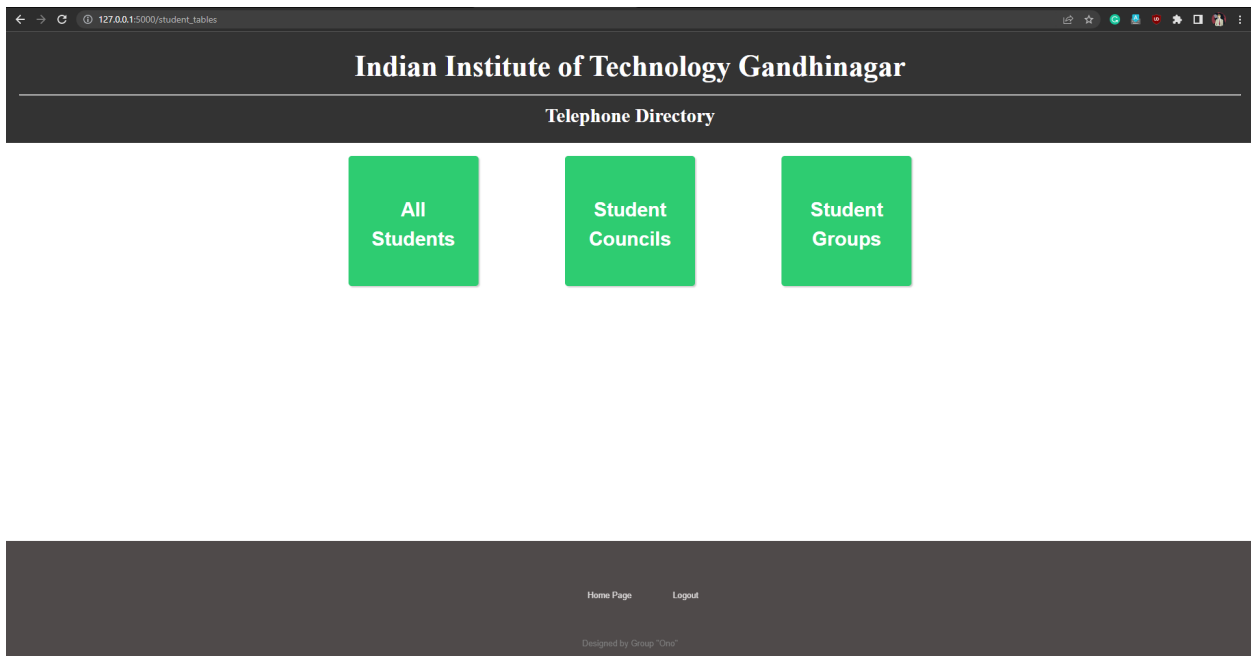 127.0.0.1:5000/student_tables
Indian Institute of Technology Gandhinagar
Telephone Directory
All
Students
Student
Councils
Student
Groups
Home Page Logout
Designed by Group "Ono"